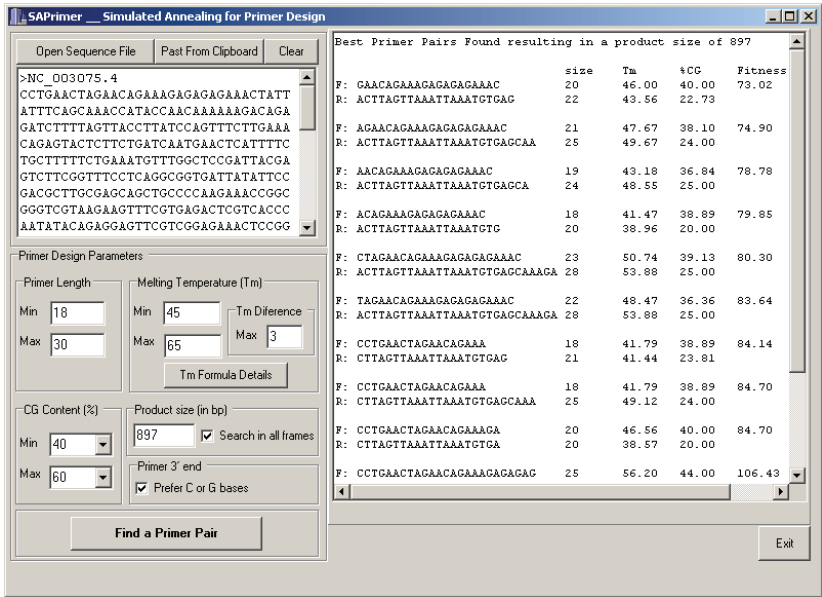 SAPrimer __ Simulated Annealing for Primer Design
Open Sequence File Past From Clipboard Clear
>NC_003075.4
CCTGAACTAGAACAGAAAGAGAGAGAAACTATT
ATTTCAGCAAACCATACCAACAAAAAAGACAGA
GATCTTTTAGTTACCTTATCCAGTTTCTTGAAA
CAGAGTACTCTTCTGATCAATGAACTCATTTTC
TGCTTTTTCTGAAATGTTTGGCTCCGATTACGA
GTCTTCGGTTTCCTCAGGCGGTGATTATATTCC
GACGCTTGCGAGCAGCTGCCCCAAGAAACCGGC
GGGTCGTAAGAAGTTTCGTGAGACTCGTCACCC
AATATACAGAGGAGTTCGTCGGAGAAACTCCGG
Primer Design Parameters
Primer Length
Min 18
Max 30
Melting Temperature (Tm)
Min 45
Max 65
Tm Diference
Max 3
Tm Formula Details
CG Content (%)
Min 40
Max 60
Product size (in bp)
897 Search in all frames
Primer 3' end
Prefer C or G bases
Find a Primer Pair
Best Primer Pairs Found resulting in a product size of 897
size Tm %CG Fitness
F: GAACAGAAAGAGAGAGAAAC 20 46.00 40.00 73.02
R: ACTTAGTTAAATTAAATGTGAG 22 43.56 22.73
F: AGAACAGAAAGAGAGAGAAAC 21 47.67 38.10 74.90
R: ACTTAGTTAAATTAAATGTGAGCAA 25 49.67 24.00
F: AACAGAAAGAGAGAGAAAC 19 43.18 36.84 78.78
R: ACTTAGTTAAATTAAATGTGAGCA 24 48.55 25.00
F: ACAGAAAGAGAGAGAAAC 18 41.47 38.89 79.85
R: ACTTAGTTAAATTAAATGTG 20 38.96 20.00
F: CTAGAACAGAAAGAGAGAGAAAC 23 50.74 39.13 80.30
R: ACTTAGTTAAATTAAATGTGAGCAAAGA 28 53.88 25.00
F: TAGAACAGAAAGAGAGAGAAAC 22 48.47 36.36 83.64
R: ACTTAGTTAAATTAAATGTGAGCAAAGA 28 53.88 25.00
F: CCTGAACTAGAACAGAAA 18 41.79 38.89 84.14
R: CTTAGTTAAATTAAATGTGAG 21 41.44 23.81
F: CCTGAACTAGAACAGAAA 18 41.79 38.89 84.70
R: CTTAGTTAAATTAAATGTGAGCAAA 25 49.12 24.00
F: CCTGAACTAGAACAGAAAGA 20 46.56 40.00 84.70
R: CTTAGTTAAATTAAATGTGA 20 38.57 20.00
F: CCTGAACTAGAACAGAAAGAGAGAG 25 56.20 44.00 106.43
Exit